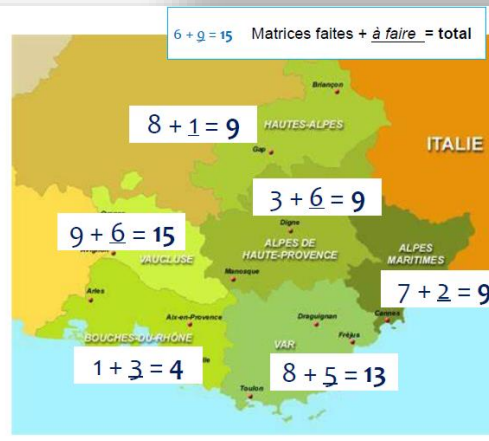 6 + 9 = 15 Matrices faites + à faire = total
Briançon
8 + 1 = 9
HAUTES-ALPES
ITALIE
Gap
3 + 6 = 9
Digne
9 + 6 = 15
VAUCLUSE
ALPES DE
HAUTE-PROVENCE
ALPES
MARITIMES
Manosque
7 + 2 = 9
Arles
Aix-en-Provence
Draguignan
Fréjus
Cannes
BOUCHES-DU-RHÔNE
VAR
1 + 3 = 4
8 + 5 = 13
Toulon